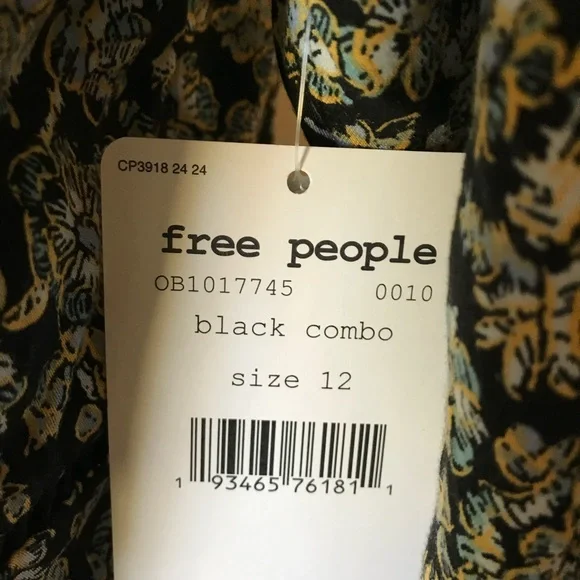 CP3918 24 24
free people
OB1017745 0010
black combo
size 12
1 93465 76181 1